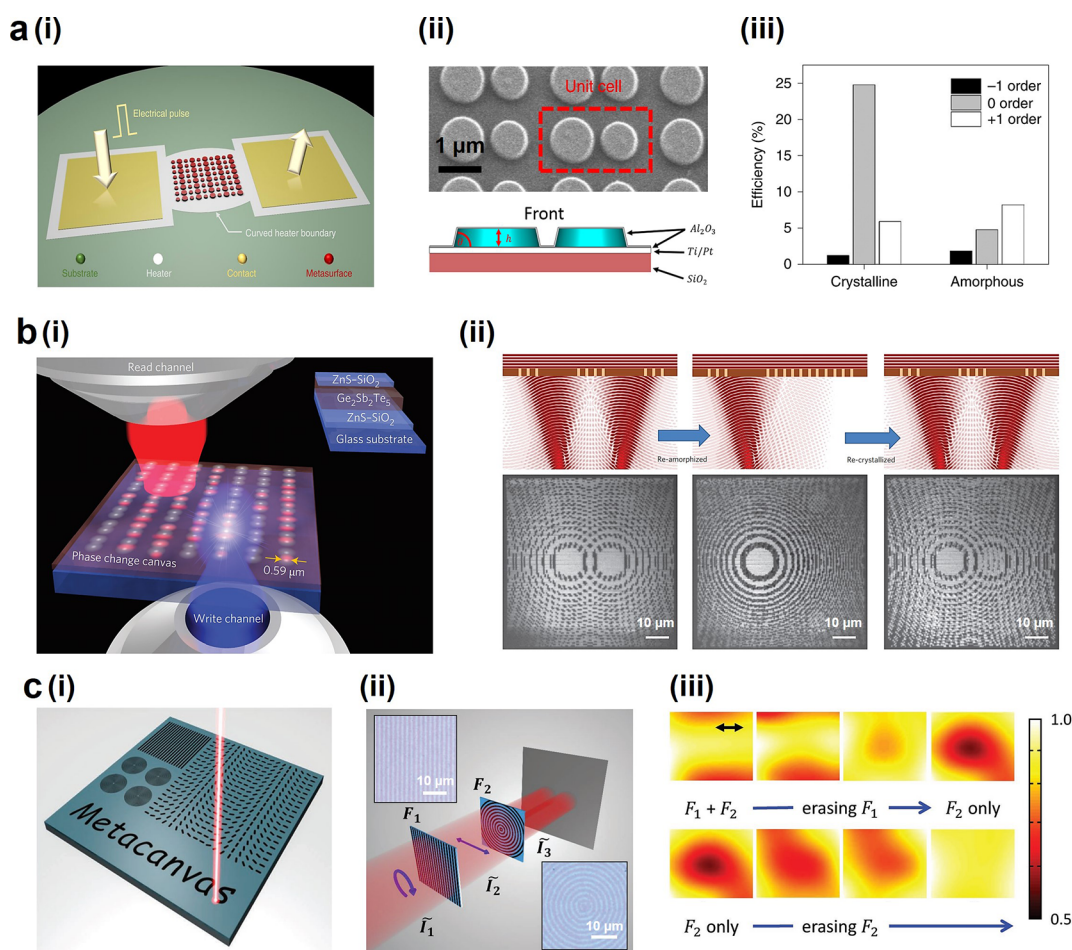 a (i)
Electrical pulse
Curved heater boundary
Substrate
Heater
Contact
Metasurface
(ii)
Unit cell
1 μm
Front
h
Al₂O₃
Ti/Pt
SiO₂
(iii)
Efficiency (%)
25
20
15
10
5
0
−1 order
0 order
+1 order
Crystalline
Amorphous
b (i)
Read channel
ZnS–SiO₂
Ge₂Sb₂Te₅
ZnS–SiO₂
Glass substrate
Phase change canvas
0.59 μm
Write channel
(ii)
Re-amorphized
Re-crystallized
10 μm
10 μm
10 μm
c (i)
Metacanvas
(ii)
10 μm
F₁
F₂
Ĩ₁
Ĩ₂
Ĩ₃
10 μm
(iii)
F₁ + F₂
erasing F₁
F₂ only
F₂ only
erasing F₂
1.0
0.5